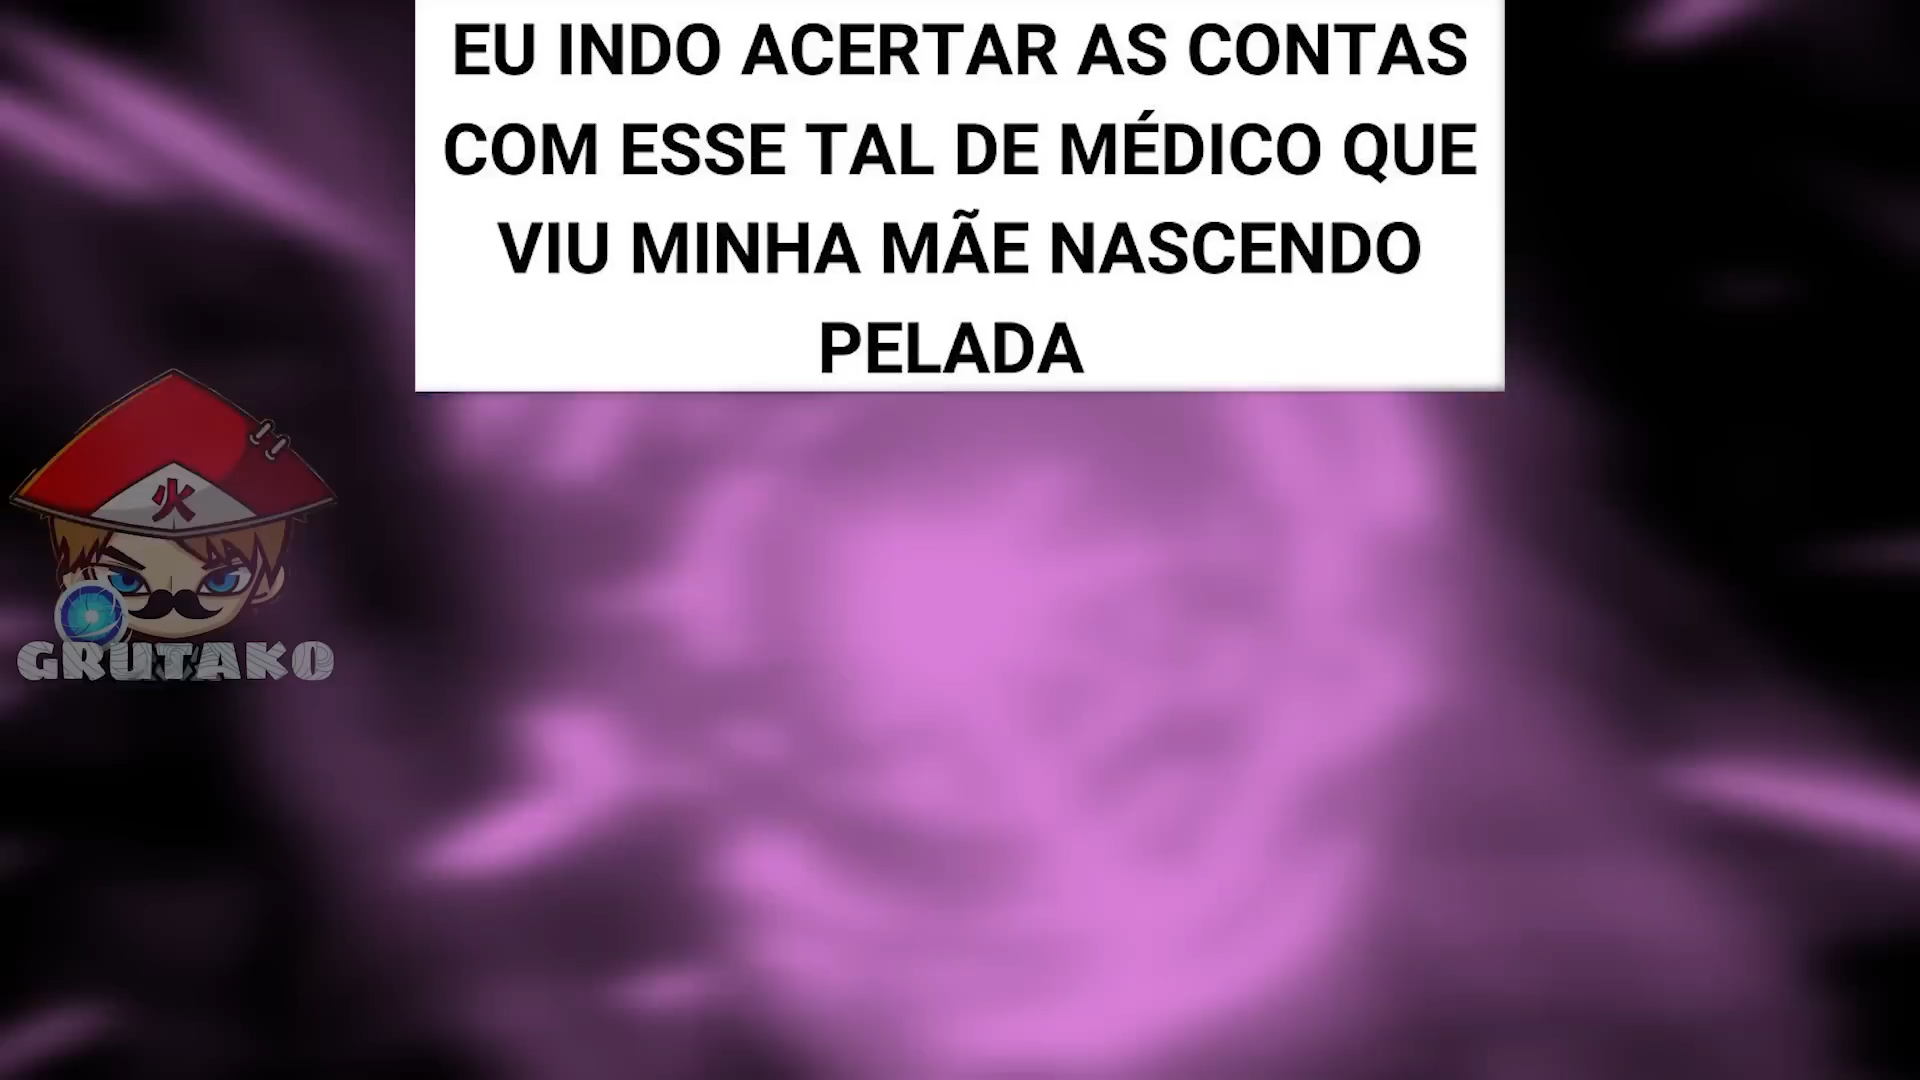 EU INDO ACERTAR AS CONTAS
COM ESSE TAL DE MÉDICO QUE
VIU MINHA MÃE NASCENDO
PELADA
火
GRUTAKO